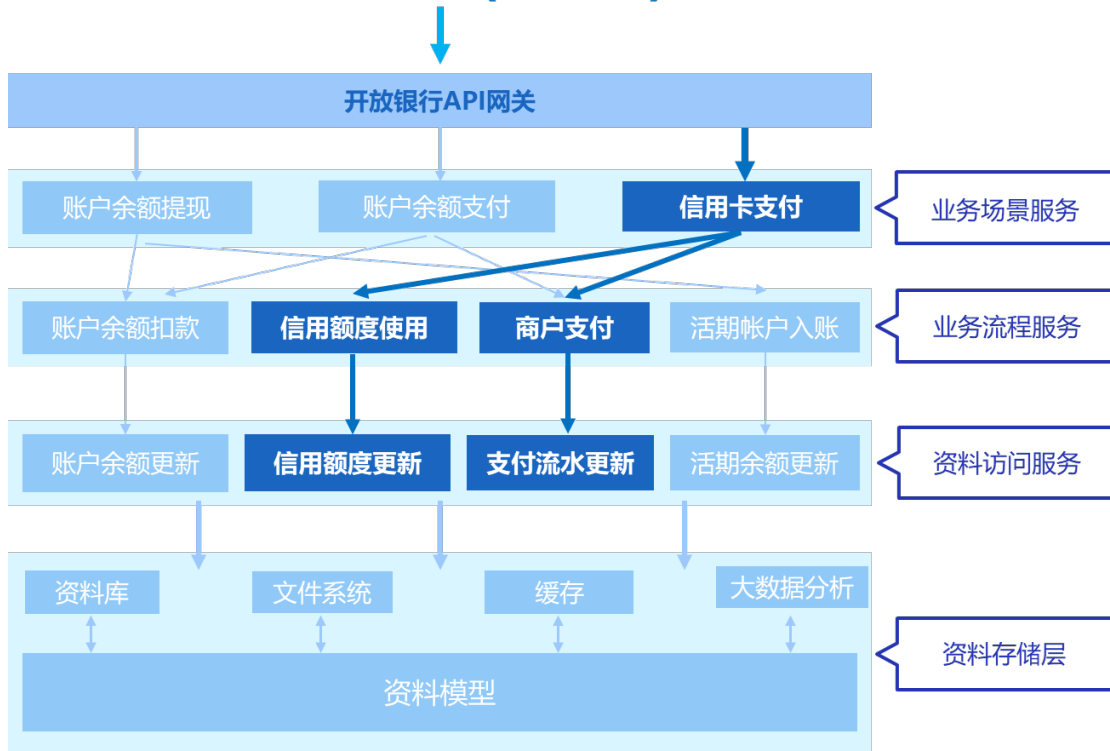 开放银行API网关
账户余额提现
账户余额支付
信用卡支付
业务场景服务
账户余额扣款
信用额度使用
商户支付
活期帐户入账
业务流程服务
账户余额更新
信用额度更新
支付流水更新
活期余额更新
资料访问服务
资料库
文件系统
缓存
大数据分析
资料模型
资料存储层